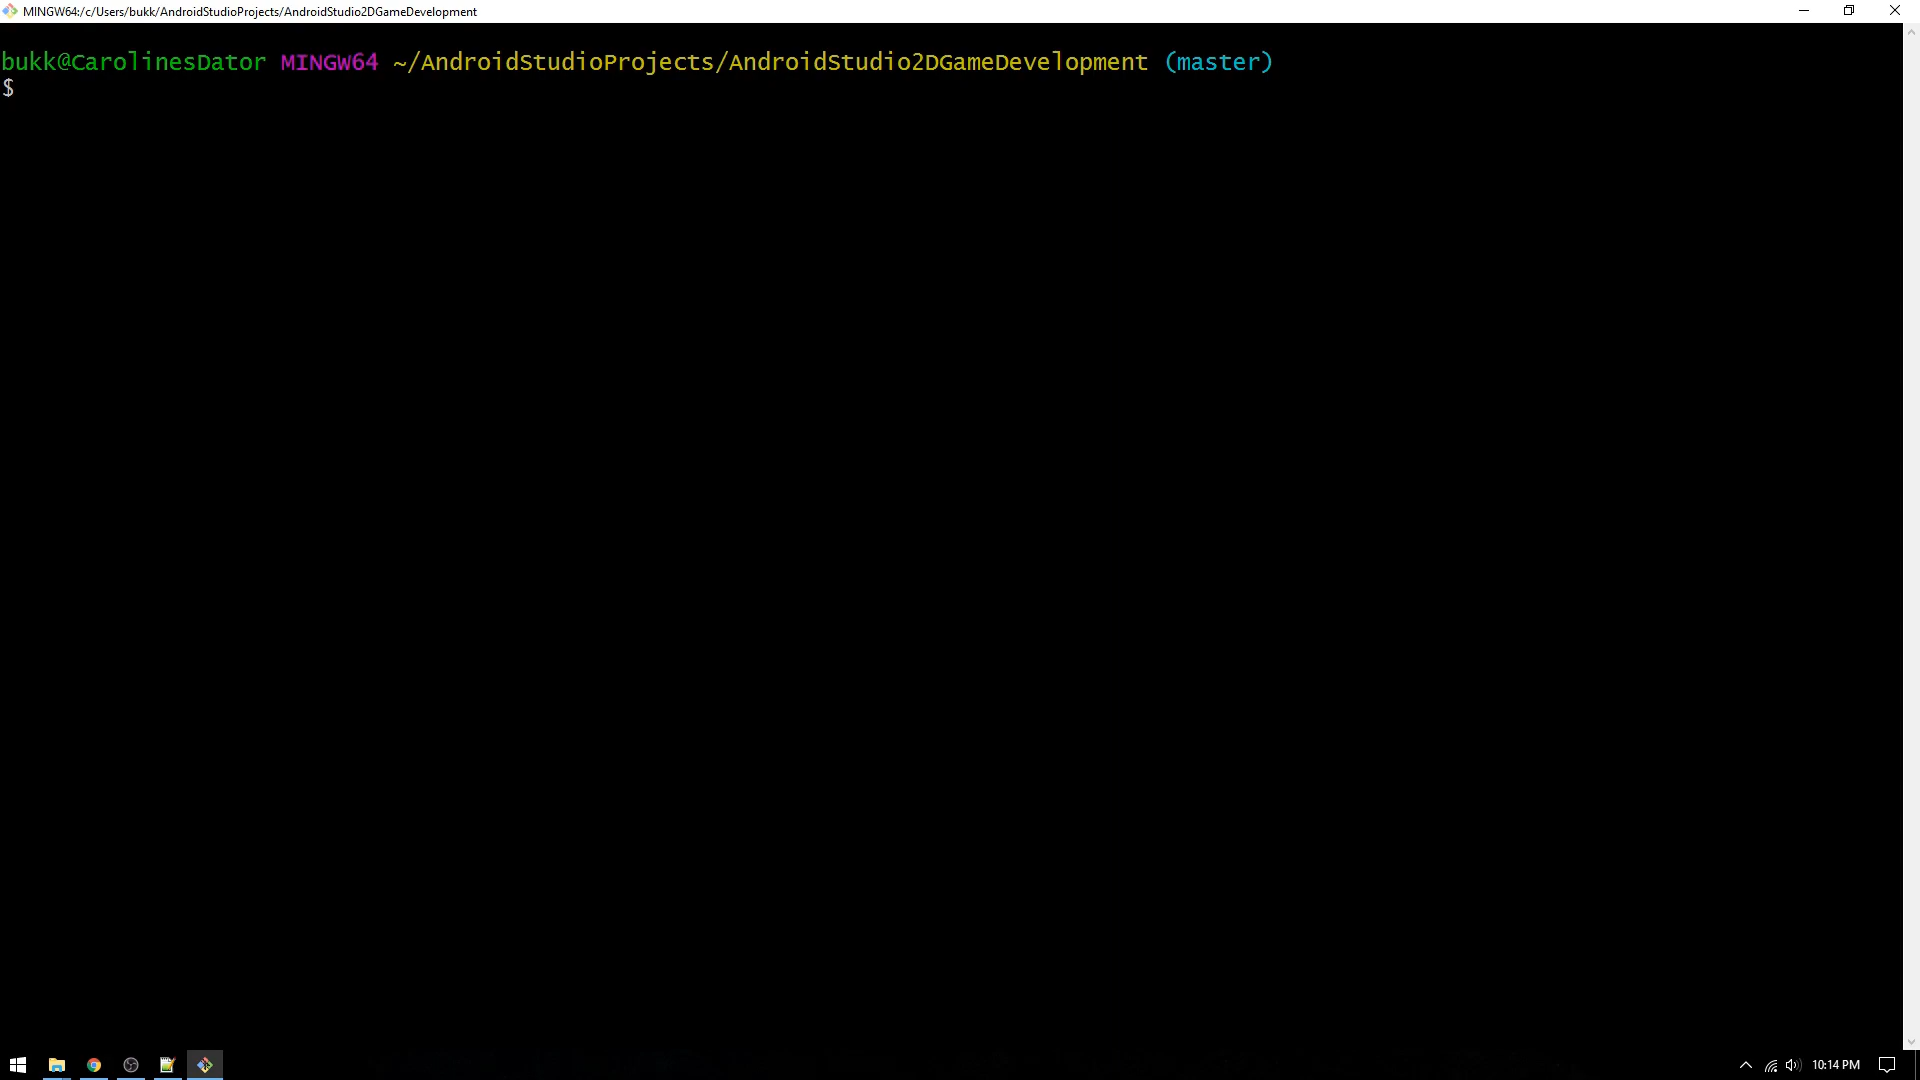 MINGW64:/c/Users/bukk/AndroidStudioProjects/AndroidStudio2DGameDevelopment
bukk@CarolinesDator MINGW64 ~/AndroidStudioProjects/AndroidStudio2DGameDevelopment (master)
$
10:14 PM